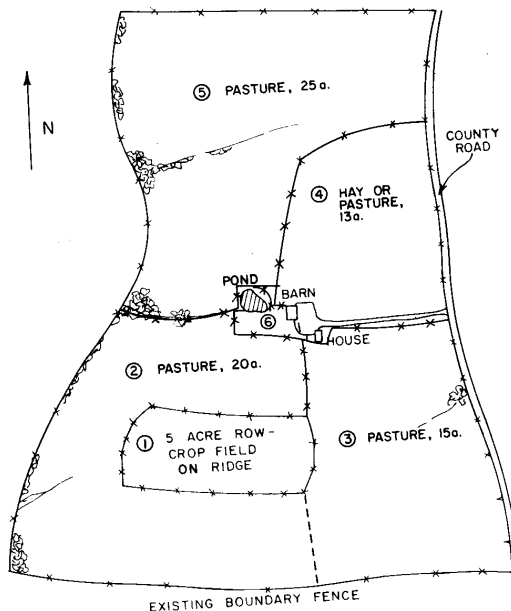 ⑤ PASTURE, 25a.
N
COUNTY
ROAD
④ HAY OR
PASTURE,
13a.
POND
BARN
⑥
HOUSE
② PASTURE, 20a.
① 5 ACRE ROW-
CROP FIELD
ON RIDGE
③ PASTURE, 15a.
EXISTING BOUNDARY FENCE